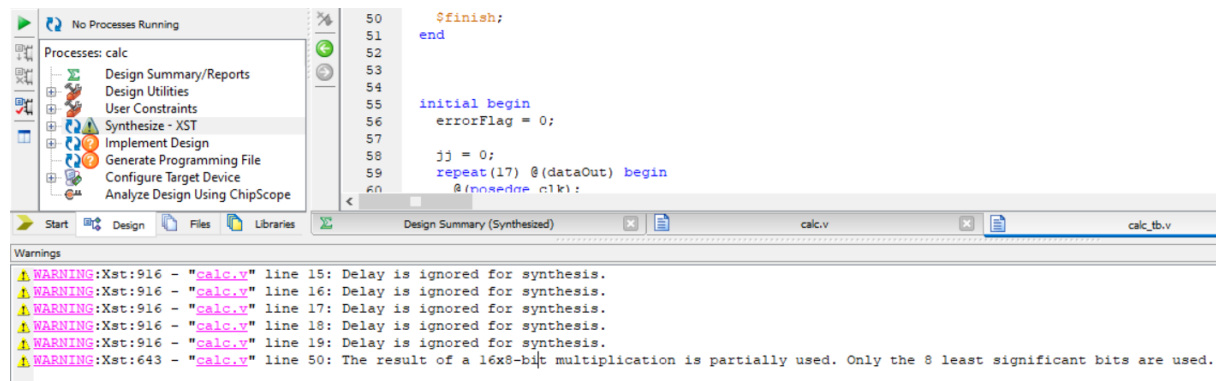 No Processes Running
Processes: calc
Design Summary/Reports
Design Utilities
User Constraints
Synthesize - XST
Implement Design
Generate Programming File
Configure Target Device
Analyze Design Using ChipScope
50 $finish;
51 end
52
53
54
55 initial begin
56 errorFlag = 0;
57
58 jj = 0;
59 repeat(17) @(dataOut) begin
60 @(posedge clk);
Start Design Files Libraries Design Summary (Synthesized) calc.v calc_tb.v
Warnings
WARNING:Xst:916 - "calc.v" line 15: Delay is ignored for synthesis.
WARNING:Xst:916 - "calc.v" line 16: Delay is ignored for synthesis.
WARNING:Xst:916 - "calc.v" line 17: Delay is ignored for synthesis.
WARNING:Xst:916 - "calc.v" line 18: Delay is ignored for synthesis.
WARNING:Xst:916 - "calc.v" line 19: Delay is ignored for synthesis.
WARNING:Xst:643 - "calc.v" line 50: The result of a 16x8-bit multiplication is partially used. Only the 8 least significant bits are used.